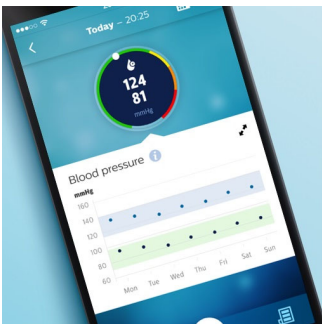 Today – 20:25
124
81
mmHg
Blood pressure
mmHg
160
140
120
100
80
60
Mon Tue Wed Thu Fri Sat Sun